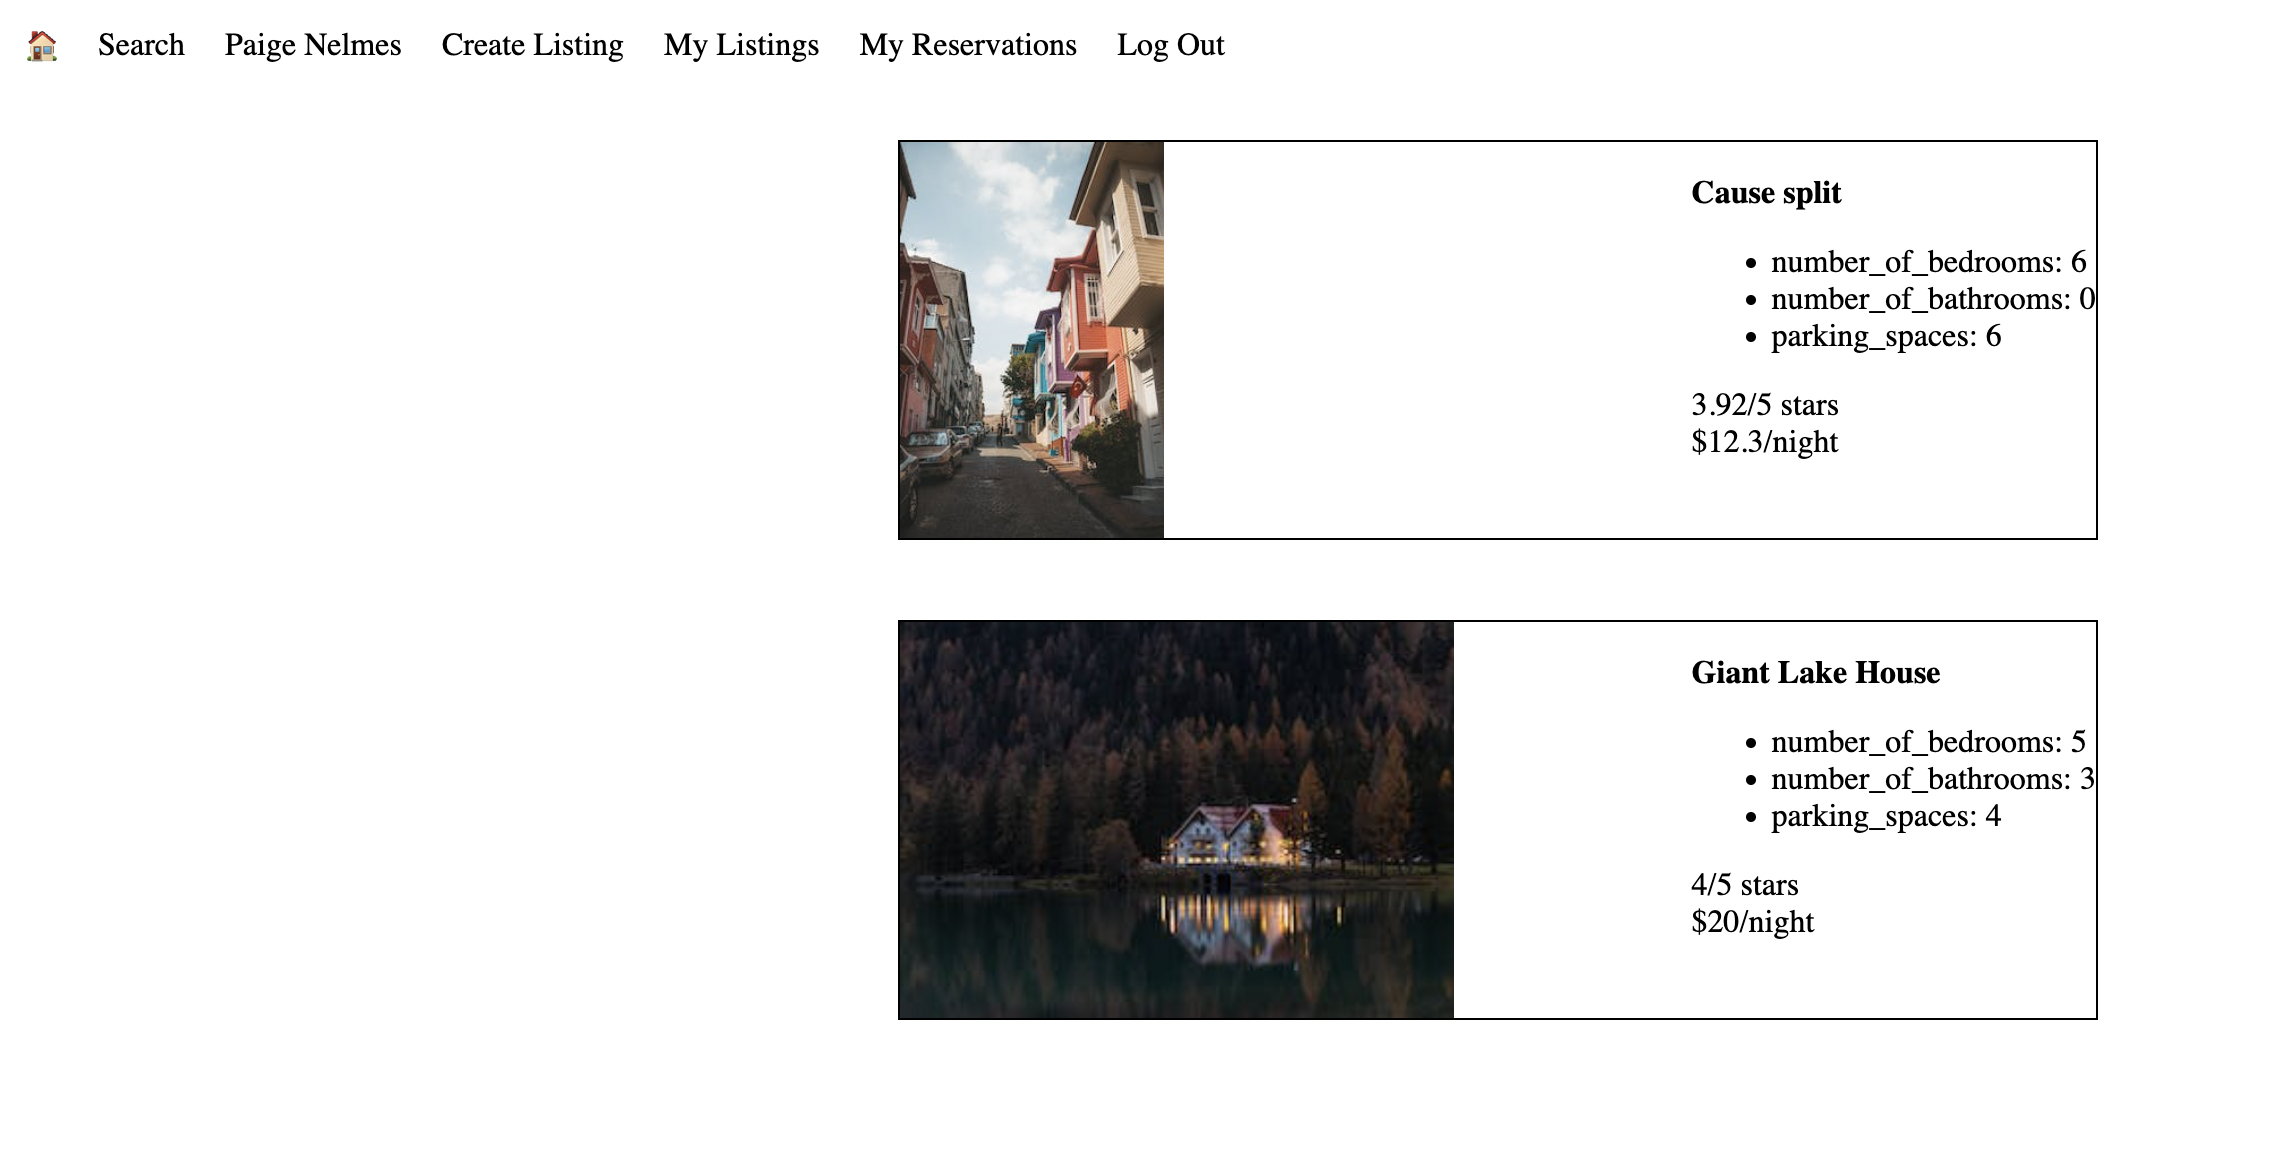 Search Paige Nelmes Create Listing My Listings My Reservations Log Out
Cause split
number_of_bedrooms: 6
number_of_bathrooms: 0
parking_spaces: 6
3.92/5 stars
$12.3/night
Giant Lake House
number_of_bedrooms: 5
number_of_bathrooms: 3
parking_spaces: 4
4/5 stars
$20/night